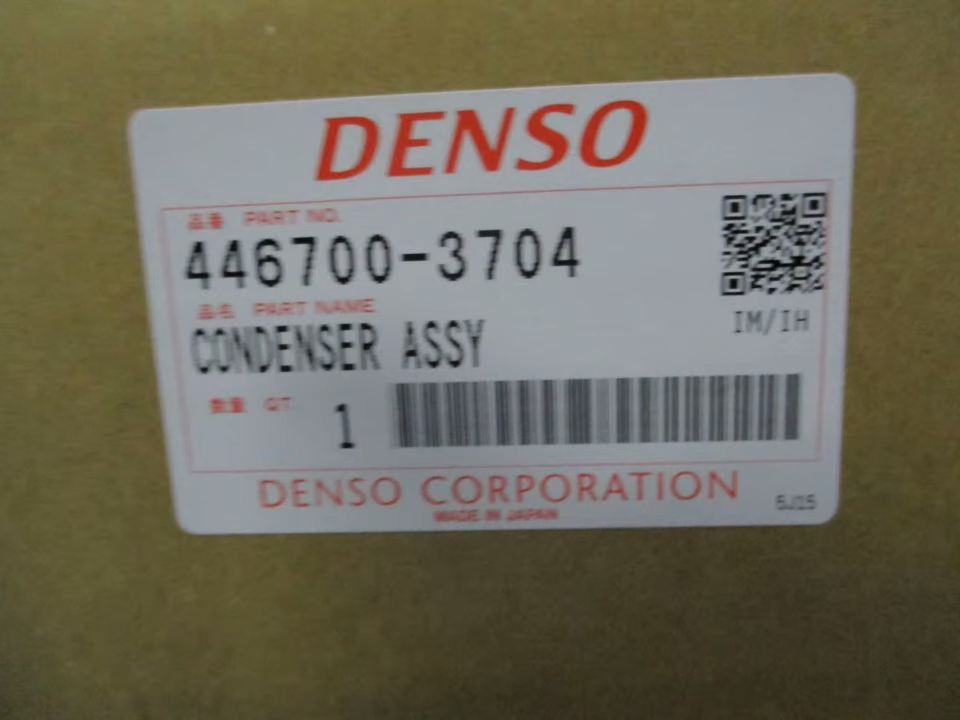 DENSO
品番 PART NO.
446700-3704
品名 PART NAME
CONDENSER ASSY
IM/IH
数量 QT
1
DENSO CORPORATION
MADE IN JAPAN
5J15